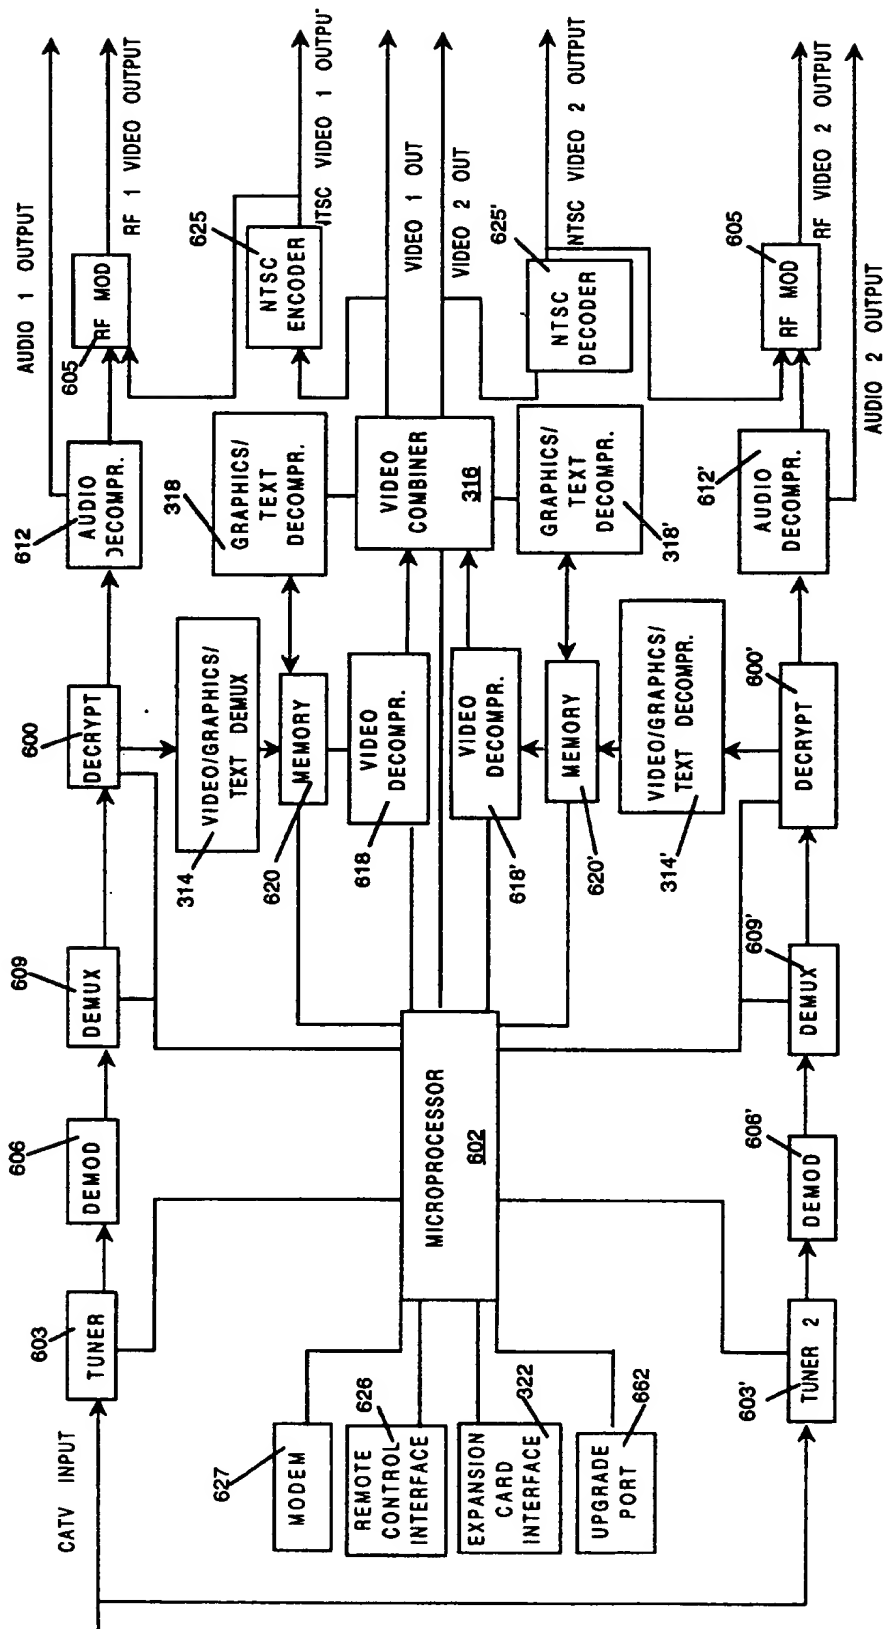 CATV INPUT
603
TUNER
606
DEMOD
609
DEMUX
600
DECRYPT
612
AUDIO
DECOMPR.
605
RF MOD
AUDIO 1 OUTPUT
RF 1 VIDEO OUTPUT
314
VIDEO/GRAPHICS/
TEXT DEMUX
318
GRAPHICS/
TEXT
DECOMPR.
625
NTSC
ENCODER
NTSC VIDEO 1 OUTPUT
627
MODEM
626
REMOTE
CONTROL
INTERFACE
322
EXPANSION
CARD
INTERFACE
662
UPGRADE
PORT
MICROPROCESSOR
602
620
MEMORY
618
VIDEO
DECOMPR.
VIDEO
COMBINER
316
VIDEO 1 OUT
VIDEO 2 OUT
618'
VIDEO
DECOMPR.
620'
MEMORY
314'
VIDEO/GRAPHCS/
TEXT DECOMPR.
318'
GRAPHICS/
TEXT
DECOMPR.
625'
NTSC
DECODER
NTSC VIDEO 2 OUTPUT
603'
TUNER 2
606'
DEMOD
609'
DEMUX
600'
DECRYPT
612'
AUDIO
DECOMPR.
605
RF MOD
RF VIDEO 2 OUTPUT
AUDIO 2 OUTPUT